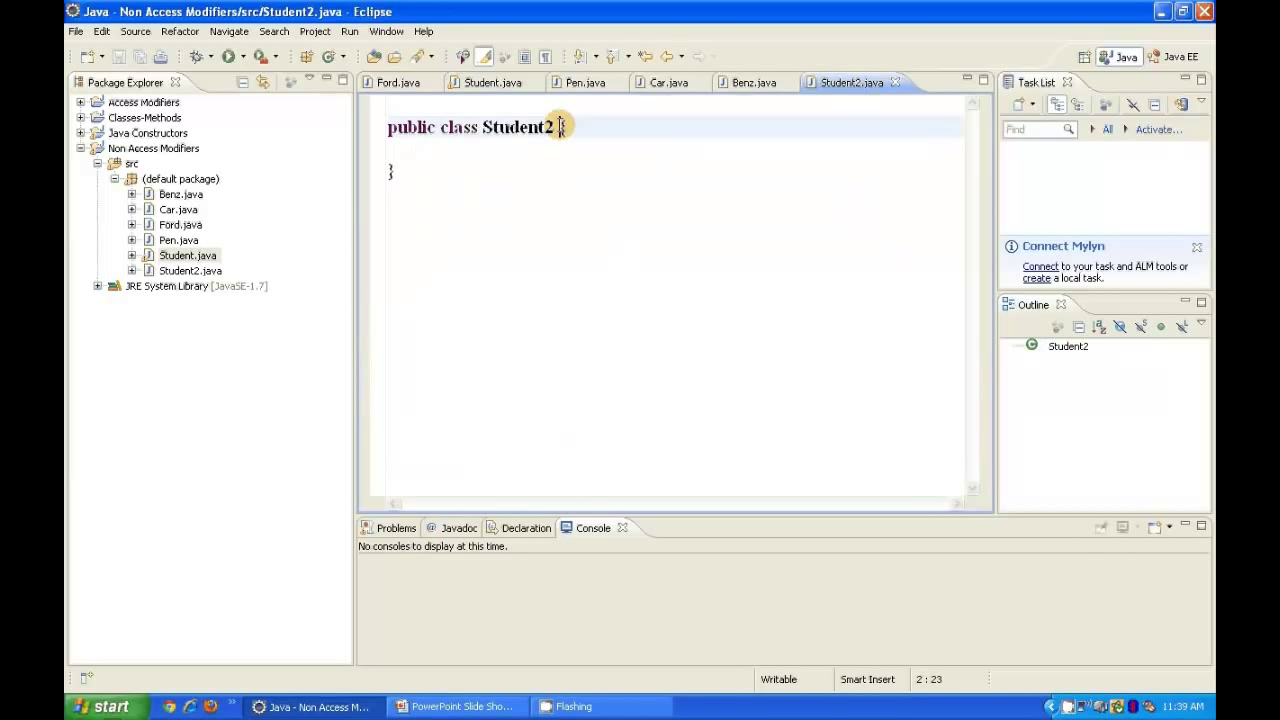 Java - Non Access Modifiers/src/Student2.java - Eclipse
File Edit Source Refactor Navigate Search Project Run Window Help
Java Java EE
Package Explorer
Ford.java Student.java Pen.java Car.java Benz.java Student2.java
Task List
Access Modifiers
Classes-Methods
Java Constructors
Non Access Modifiers
src
(default package)
Benz.java
Car.java
Ford.java
Pen.java
Student.java
Student2.java
JRE System Library [JavaSE-1.7]
public class Student2 {
}
Find All Activate...
Connect Mylyn
Connect to your task and ALM tools or
create a local task.
Outline
Student2
Problems @ Javadoc Declaration Console
No consoles to display at this time.
Writable Smart Insert 2 : 23
start Java - Non Access M... PowerPoint Slide Sho... Flashing 11:39 AM